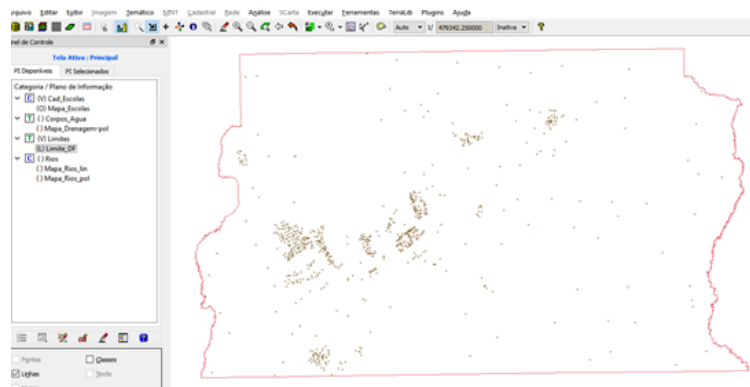 rquivo Editar Exibir Imagem Temático MNT Cadastral Rede Análise SCarta Executar Ferramentas TerraLib Plugins Ajuda
Auto 1/ 479342.250000 Inativa
nel de Controle
Tela Ativa : Principal
PI Disponíveis PI Selecionados
Categoria / Plano de Informação
C (V) Cad_Escolas
(O) Mapa_Escolas
T ( ) Corpos_Agua
( ) Mapa_Drenagem-pol
T (V) Limites
(L) Limite_DF
C ( ) Rios
( ) Mapa_Rios_lin
( ) Mapa_Rios_pol
Pontos Classes
Linhas Texto